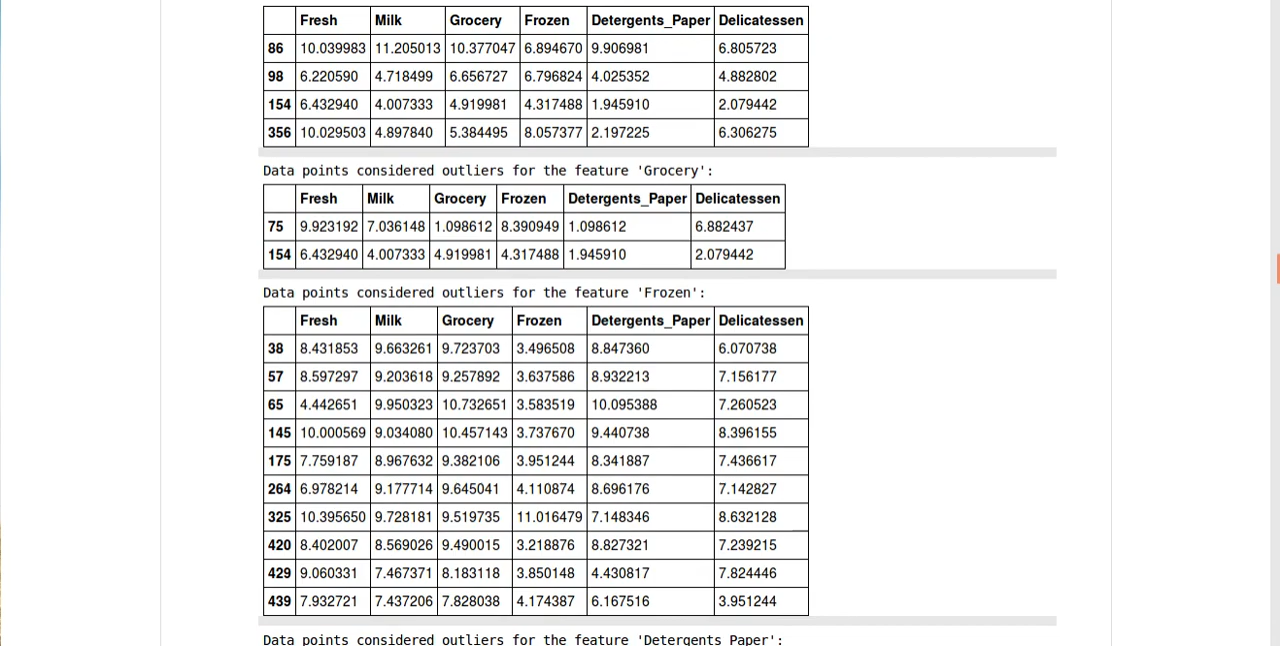 Fresh Milk Grocery Frozen Detergents_Paper Delicatessen
86 10.039983 11.205013 10.377047 6.894670 9.906981 6.805723
98 6.220590 4.718499 6.656727 6.796824 4.025352 4.882802
154 6.432940 4.007333 4.919981 4.317488 1.945910 2.079442
356 10.029503 4.897840 5.384495 8.057377 2.197225 6.306275
Data points considered outliers for the feature 'Grocery':
Fresh Milk Grocery Frozen Detergents_Paper Delicatessen
75 9.923192 7.036148 1.098612 8.390949 1.098612 6.882437
154 6.432940 4.007333 4.919981 4.317488 1.945910 2.079442
Data points considered outliers for the feature 'Frozen':
Fresh Milk Grocery Frozen Detergents_Paper Delicatessen
38 8.431853 9.663261 9.723703 3.496508 8.847360 6.070738
57 8.597297 9.203618 9.257892 3.637586 8.932213 7.156177
65 4.442651 9.950323 10.732651 3.583519 10.095388 7.260523
145 10.000569 9.034080 10.457143 3.737670 9.440738 8.396155
175 7.759187 8.967632 9.382106 3.951244 8.341887 7.436617
264 6.978214 9.177714 9.645041 4.110874 8.696176 7.142827
325 10.395650 9.728181 9.519735 11.016479 7.148346 8.632128
420 8.402007 8.569026 9.490015 3.218876 8.827321 7.239215
429 9.060331 7.467371 8.183118 3.850148 4.430817 7.824446
439 7.932721 7.437206 7.828038 4.174387 6.167516 3.951244
Data points considered outliers for the feature 'Detergents_Paper':